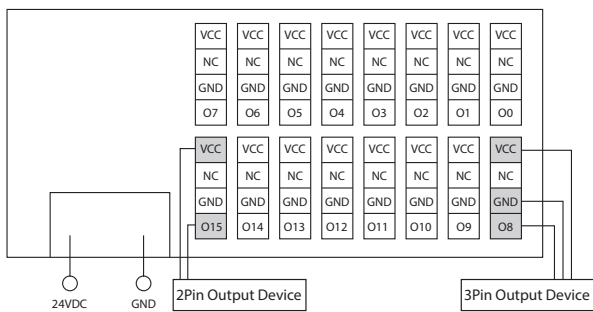 VCC VCC VCC VCC VCC VCC VCC VCC
NC NC NC NC NC NC NC NC
GND GND GND GND GND GND GND GND
O7 O6 O5 O4 O3 O2 O1 O0
VCC VCC VCC VCC VCC VCC VCC VCC
NC NC NC NC NC NC NC NC
GND GND GND GND GND GND GND GND
O15 O14 O13 O12 O11 O10 O9 O8
24VDC GND 2Pin Output Device 3Pin Output Device